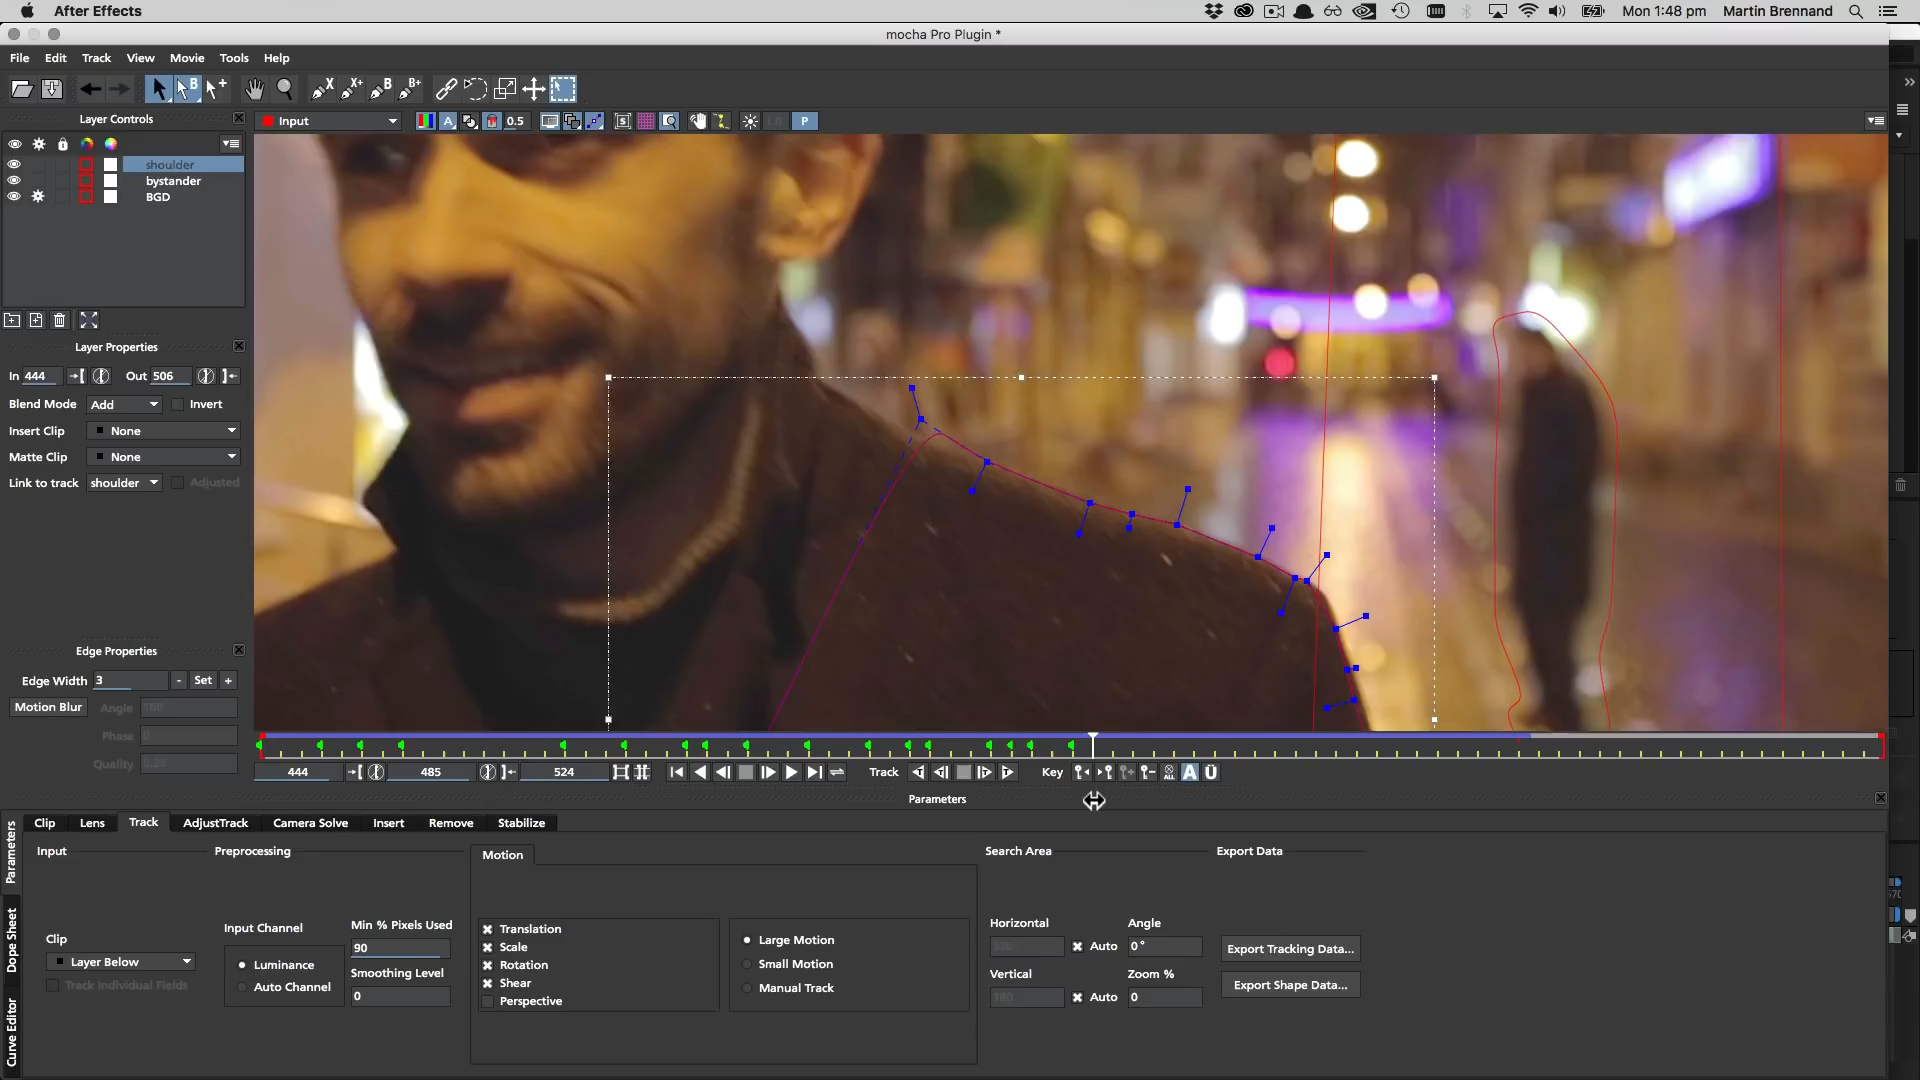 After Effects
Mon 1:48 pm Martin Brennand
mocha Pro Plugin *
File Edit Track View Movie Tools Help
Layer Controls
Input
0.5
1.0
P
shoulder
bystander
BGD
Layer Properties
In 444 Out 506
Blend Mode Add Invert
Insert Clip None
Matte Clip None
Link to track shoulder Adjusted
Edge Properties
Edge Width 3 - Set +
Motion Blur Angle 180
Phase 0
Quality 0.25
444 485 524 Track Key ALL A Ü
Parameters
Clip Lens Track AdjustTrack Camera Solve Insert Remove Stabilize
Parameters
Dope Sheet
Curve Editor
Input
Clip
Layer Below
Track Individual Fields
Preprocessing
Input Channel
Luminance
Auto Channel
Min % Pixels Used
90
Smoothing Level
0
Motion
Translation
Scale
Rotation
Shear
Perspective
Large Motion
Small Motion
Manual Track
Search Area
Horizontal Angle
Auto 0°
Vertical Zoom %
Auto 0
Export Data
Export Tracking Data...
Export Shape Data...